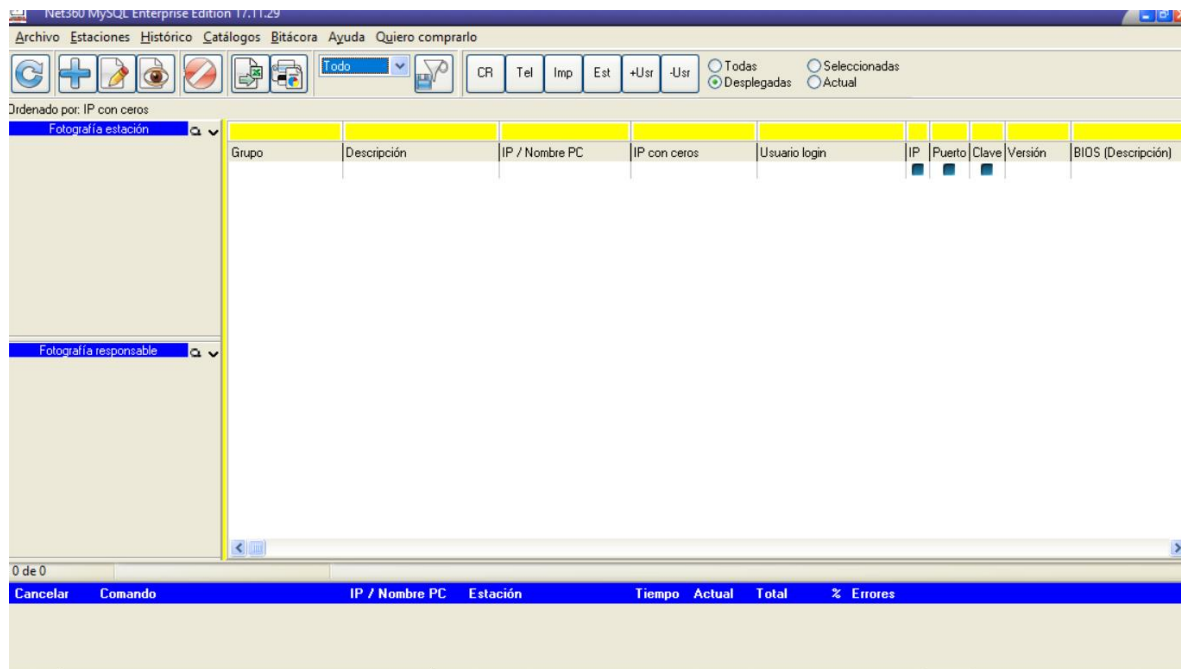 Net360 MySQL Enterprise Edition 17.11.29
Archivo Estaciones Histórico Catálogos Bitácora Ayuda Quiero comprarlo
Todo CR Tel Imp Est +Usr -Usr Todas Seleccionadas
Desplegadas Actual
Ordenado por: IP con ceros
Fotografía estación
Grupo Descripción IP / Nombre PC IP con ceros Usuario login IP Puerto Clave Versión BIOS (Descripción)
Fotografía responsable
0 de 0
Cancelar Comando IP / Nombre PC Estación Tiempo Actual Total % Errores